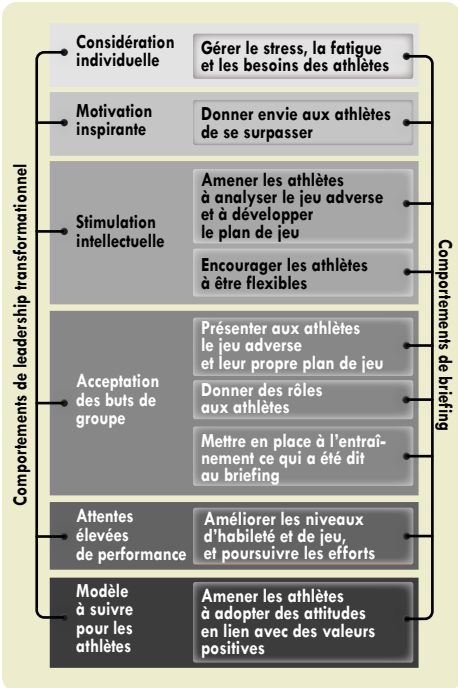 Comportements de leadership transformationnel
Considération
individuelle
Gérer le stress, la fatigue
et les besoins des athlètes
Motivation
inspirante
Donner envie aux athlètes
de se surpasser
Stimulation
intellectuelle
Amener les athlètes
à analyser le jeu adverse
et à développer
le plan de jeu
Encourager les athlètes
à être flexibles
Acceptation
des buts de
groupe
Présenter aux athlètes
le jeu adverse
et leur propre plan de jeu
Donner des rôles
aux athlètes
Mettre en place à l'entraî-
nement ce qui a été dit
au briefing
Attentes
élevées
de performance
Améliorer les niveaux
d'habileté et de jeu,
et poursuivre les efforts
Modèle
à suivre
pour les
athlètes
Amener les athlètes
à adopter des attitudes
en lien avec des valeurs
positives
Comportements de briefing